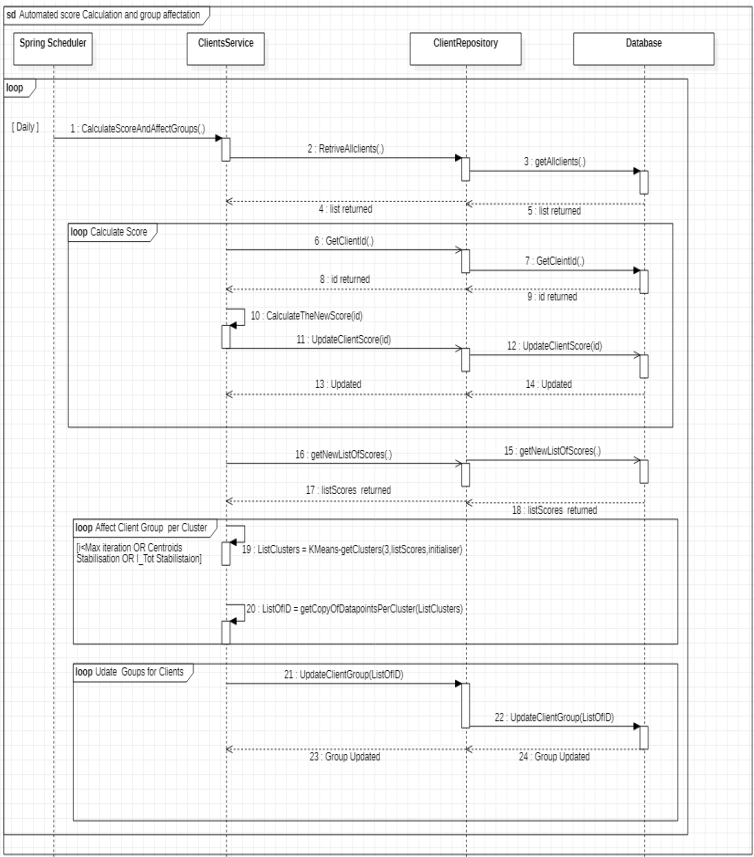 sd Automated score Calculation and group affectation
Spring Scheduler
ClientsService
ClientRepository
Database
loop
[ Daily ]
1 : CalculateScoreAndAffectGroups(.)
2 : RetriveAllclients(.)
3 : getAllclients(.)
4 : list returned
5 : list returned
loop Calculate Score
6 : GetClientId(.)
7 : GetCleintId(.)
8 : id returned
9 : id returned
10 : CalculateTheNewScore(id)
11 : UpdateClientScore(id)
12 : UpdateClientScore(id)
13 : Updated
14 : Updated
16 : getNewListOfScores(.)
15 : getNewListOfScores(.)
17 : listScores returned
18 : listScores returned
loop Affect Client Group per Cluster
[i<Max iteration OR Centroids
Stabilisation OR I_Tot Stabilistaion]
19 : ListClusters = KMeans-getClusters(3,listScores,initialiser)
20 : ListOfID = getCopyOfDatapointsPerCluster(ListClusters)
loop Udate Goups for Clients
21 : UpdateClientGroup(ListOfID)
22 : UpdateClientGroup(ListOfID)
23 : Group Updated
24 : Group Updated